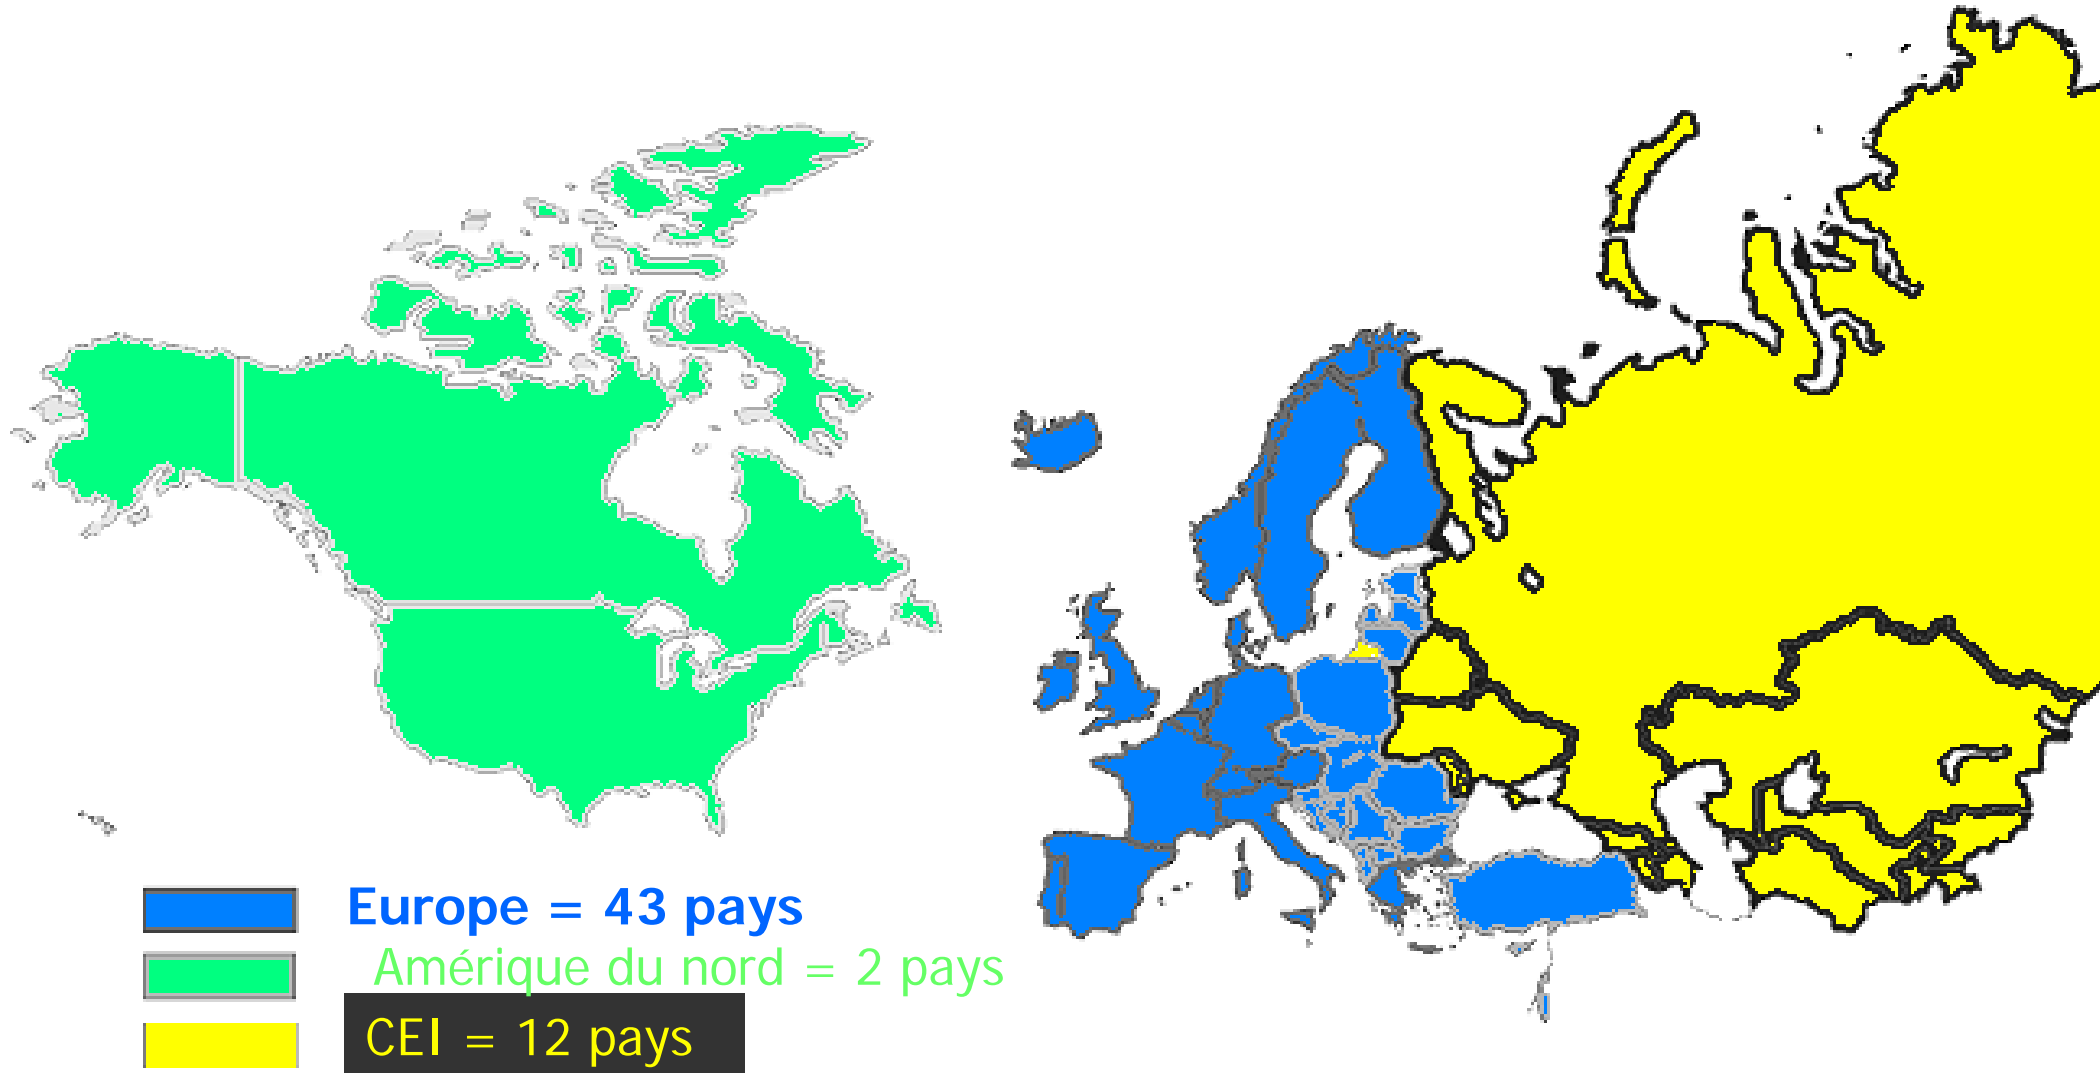 Europe = 43 pays
Amérique du nord = 2 pays
CEI = 12 pays